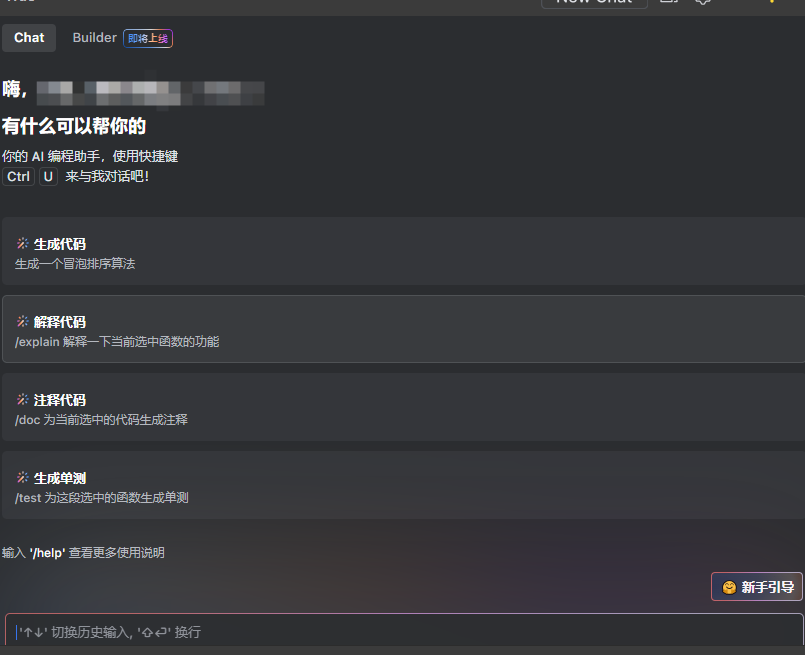 New Chat
Chat Builder 即将上线
嗨，
有什么可以帮你的
你的 AI 编程助手，使用快捷键
Ctrl U 来与我对话吧！
生成代码
生成一个冒泡排序算法
解释代码
/explain 解释一下当前选中函数的功能
注释代码
/doc 为当前选中的代码生成注释
生成单测
/test 为这段选中的函数生成单测
输入 '/help' 查看更多使用说明
新手引导
'↑↓' 切换历史输入, '⇧⏎' 换行